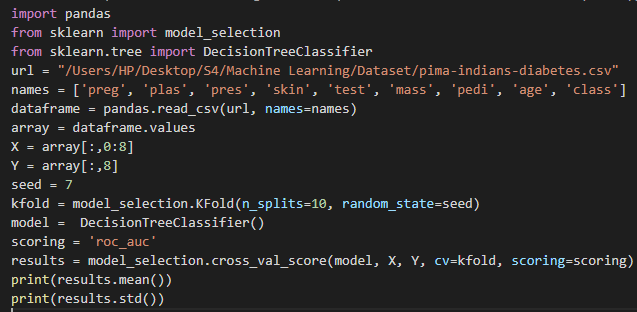 import pandas
from sklearn import model_selection
from sklearn.tree import DecisionTreeClassifier
url = "/Users/HP/Desktop/S4/Machine Learning/Dataset/pima-indians-diabetes.csv"
names = ['preg', 'plas', 'pres', 'skin', 'test', 'mass', 'pedi', 'age', 'class']
dataframe = pandas.read_csv(url, names=names)
array = dataframe.values
X = array[:,0:8]
Y = array[:,8]
seed = 7
kfold = model_selection.KFold(n_splits=10, random_state=seed)
model =  DecisionTreeClassifier()
scoring = 'roc_auc'
results = model_selection.cross_val_score(model, X, Y, cv=kfold, scoring=scoring)
print(results.mean())
print(results.std())